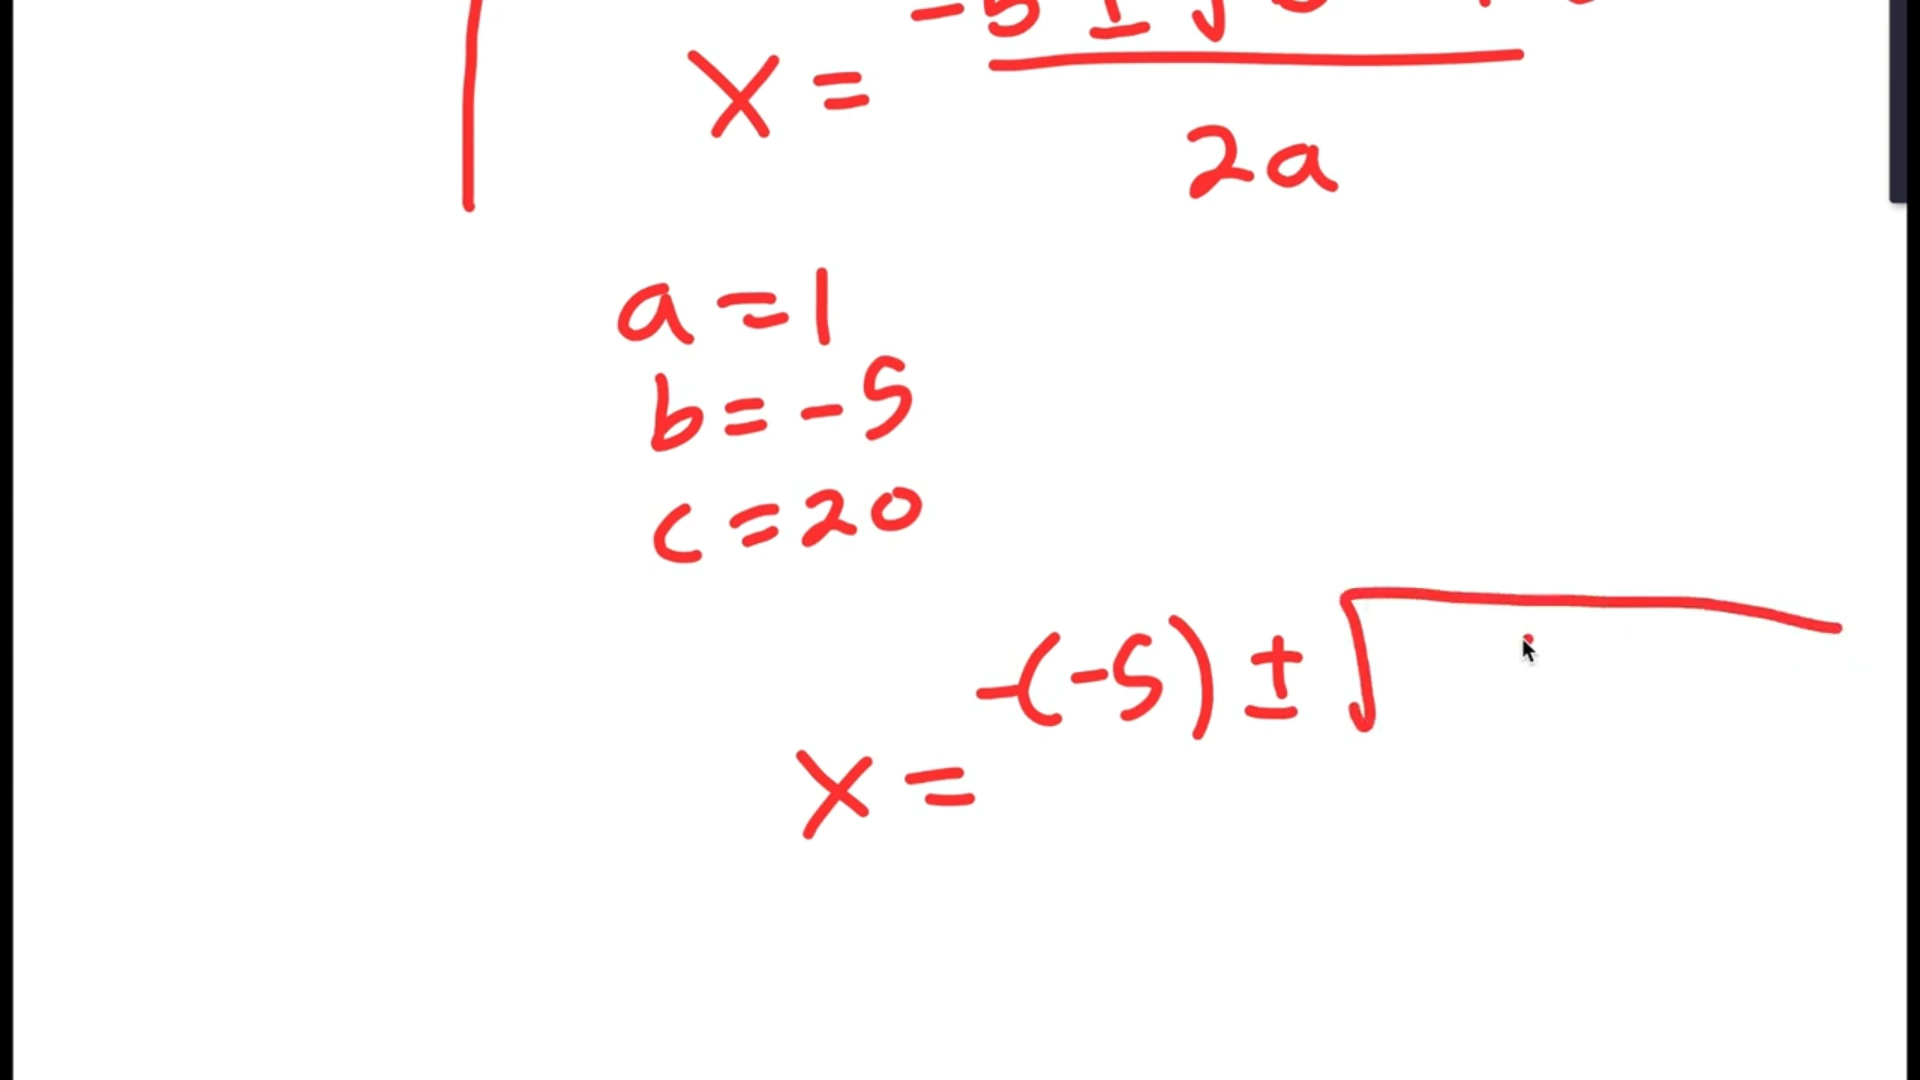 x = -b ± √
2a
a = 1
b = -5
c = 20
x = -(-5) ± √